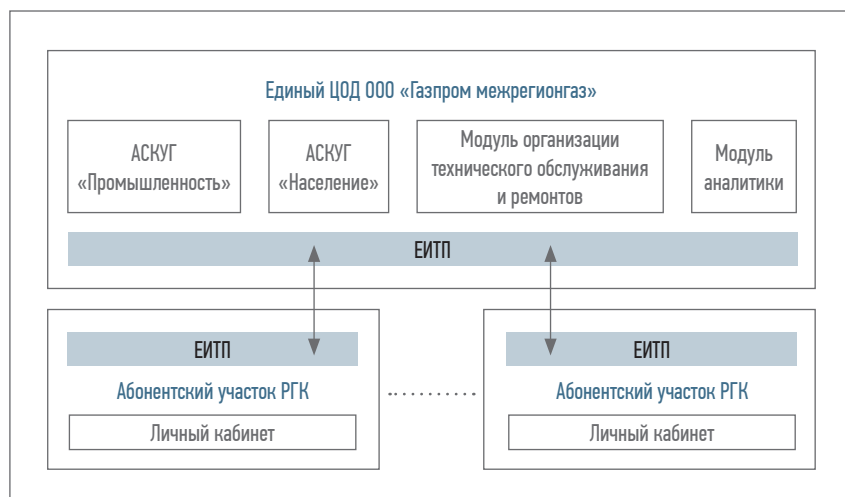 Единый ЦОД ООО «Газпром межрегионгаз»
АСКУГ
«Промышленность»
АСКУГ
«Население»
Модуль организации
технического обслуживания
и ремонтов
Модуль
аналитики
ЕИТП
ЕИТП
Абонентский участок РГК
Личный кабинет
ЕИТП
Абонентский участок РГК
Личный кабинет